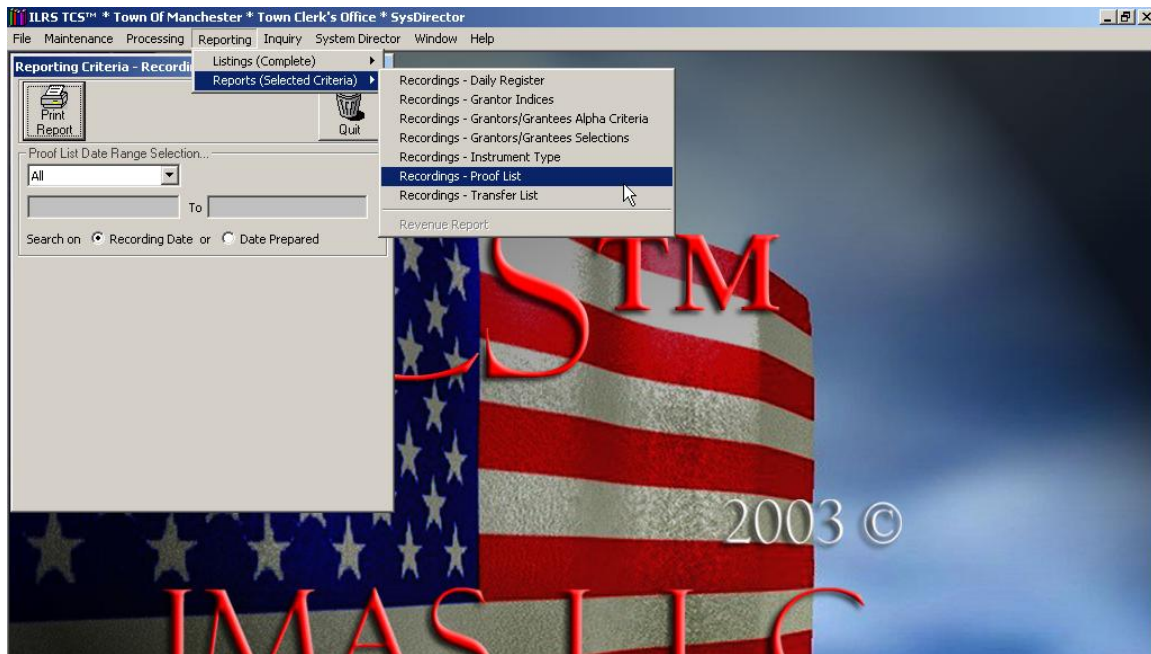 ILRS TCS™ * Town Of Manchester * Town Clerk's Office * SysDirector
File Maintenance Processing Reporting Inquiry System Director Window Help
Reporting Criteria - Recordi
Listings (Complete)
Reports (Selected Criteria)
Recordings - Daily Register
Recordings - Grantor Indices
Recordings - Grantors/Grantees Alpha Criteria
Recordings - Grantors/Grantees Selections
Recordings - Instrument Type
Recordings - Proof List
Recordings - Transfer List
Revenue Report
Print
Report
Quit
Proof List Date Range Selection...
All
To
Search on Recording Date or Date Prepared
S™
2003 ©
JMAS LLC